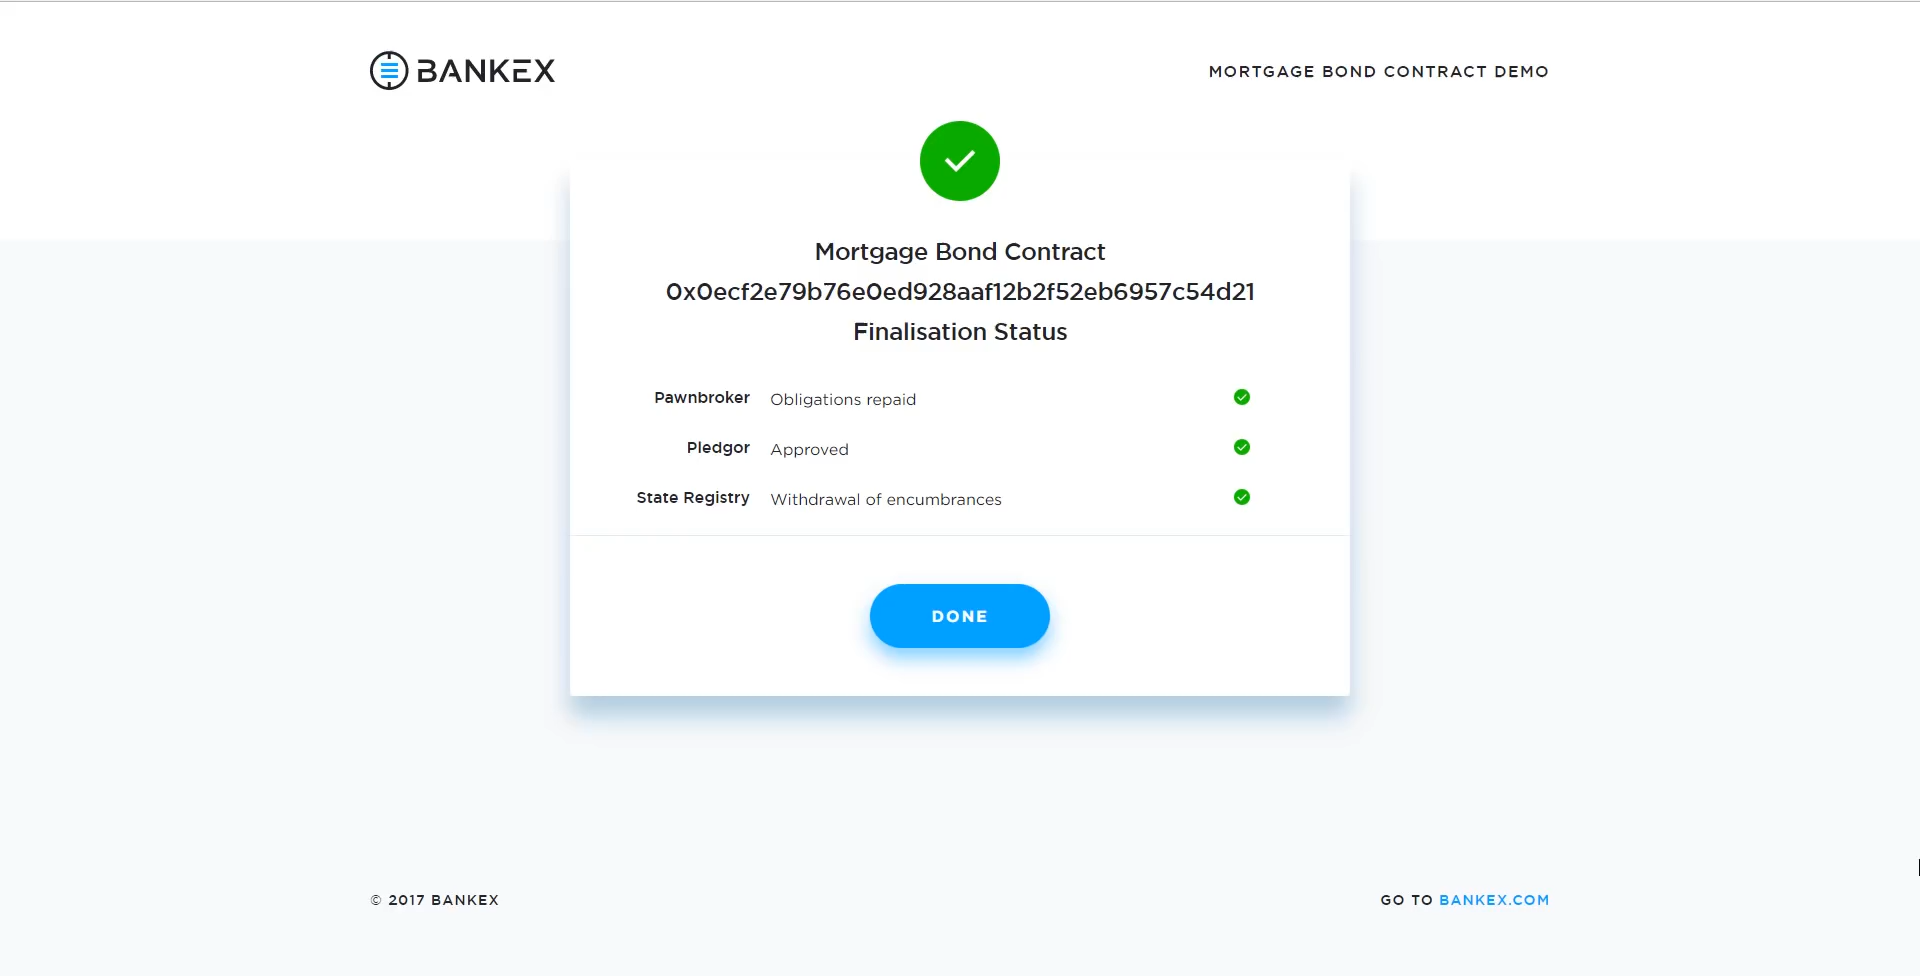 BANKEX
MORTGAGE BOND CONTRACT DEMO
Mortgage Bond Contract
0x0ecf2e79b76e0ed928aaf12b2f52eb6957c54d21
Finalisation Status
Pawnbroker Obligations repaid
Pledgor Approved
State Registry Withdrawal of encumbrances
DONE
© 2017 BANKEX
GO TO BANKEX.COM